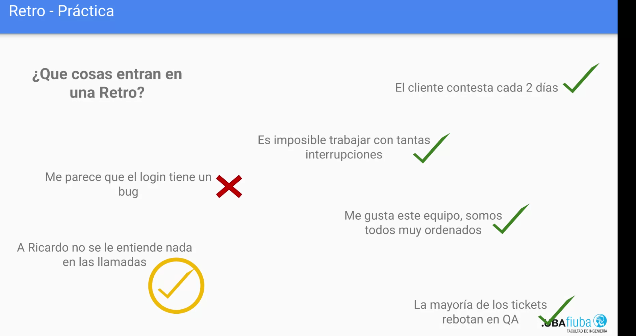 Retro - Práctica
¿Que cosas entran en
una Retro?
El cliente contesta cada 2 días
Es imposible trabajar con tantas
interrupciones
Me parece que el login tiene un
bug
Me gusta este equipo, somos
todos muy ordenados
A Ricardo no se le entiende nada
en las llamadas
La mayoría de los tickets
rebotan en QA
.UBAfiuba
FACULTAD DE INGENIERÍA